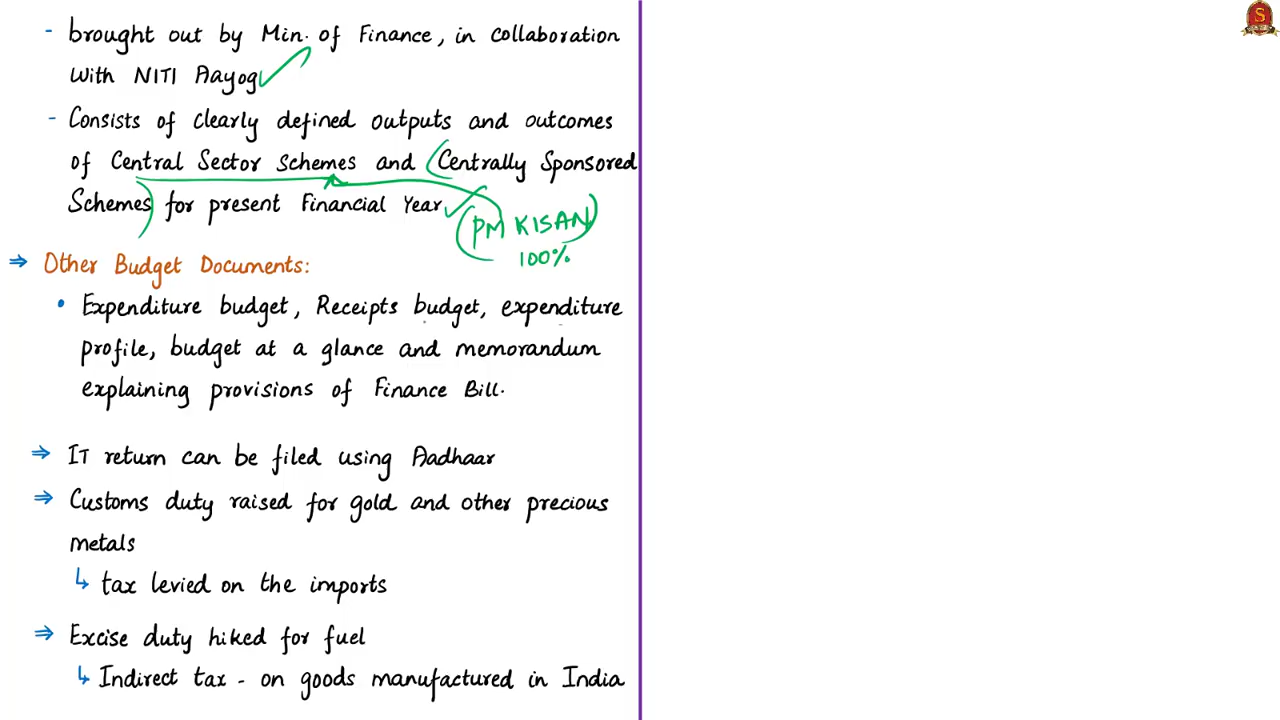 - brought out by Min. of Finance, in collaboration
with NITI Aayog
- Consists of clearly defined outputs and outcomes
of Central Sector Schemes and (Centrally Sponsored
Schemes) for present Financial Year
(PM KISAN)
100%
⇒ Other Budget Documents:
• Expenditure budget, Receipts budget, expenditure
profile, budget at a glance and memorandum
explaining provisions of Finance Bill.
⇒ IT return can be filed using Aadhaar
⇒ Customs duty raised for gold and other precious
metals
↳ tax levied on the imports
⇒ Excise duty hiked for fuel
↳ Indirect tax - on goods manufactured in India
S